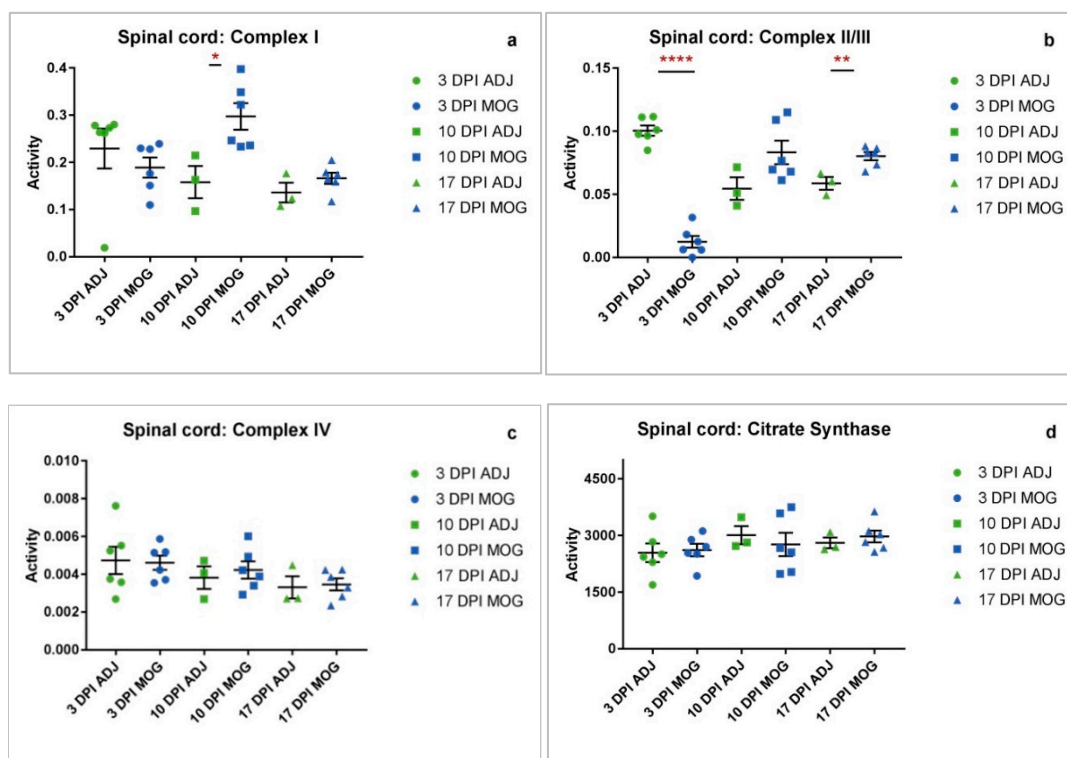 Spinal cord: Complex I
a
*
0.4
0.3
0.2
0.1
0.0
Activity
3 DPI ADJ
3 DPI MOG
10 DPI ADJ
10 DPI MOG
17 DPI ADJ
17 DPI MOG
3 DPI ADJ
3 DPI MOG
10 DPI ADJ
10 DPI MOG
17 DPI ADJ
17 DPI MOG
Spinal cord: Complex II/III
b
****
**
0.15
0.10
0.05
0.00
Activity
3 DPI ADJ
3 DPI MOG
10 DPI ADJ
10 DPI MOG
17 DPI ADJ
17 DPI MOG
3 DPI ADJ
3 DPI MOG
10 DPI ADJ
10 DPI MOG
17 DPI ADJ
17 DPI MOG
Spinal cord: Complex IV
c
0.010
0.008
0.006
0.004
0.002
0.000
Activity
3 DPI ADJ
3 DPI MOG
10 DPI ADJ
10 DPI MOG
17 DPI ADJ
17 DPI MOG
3 DPI ADJ
3 DPI MOG
10 DPI ADJ
10 DPI MOG
17 DPI ADJ
17 DPI MOG
Spinal cord: Citrate Synthase
d
4500
3000
1500
0
Activity
3 DPI ADJ
3 DPI MOG
10 DPI ADJ
10 DPI MOG
17 DPI ADJ
17 DPI MOG
3 DPI ADJ
3 DPI MOG
10 DPI ADJ
10 DPI MOG
17 DPI ADJ
17 DPI MOG